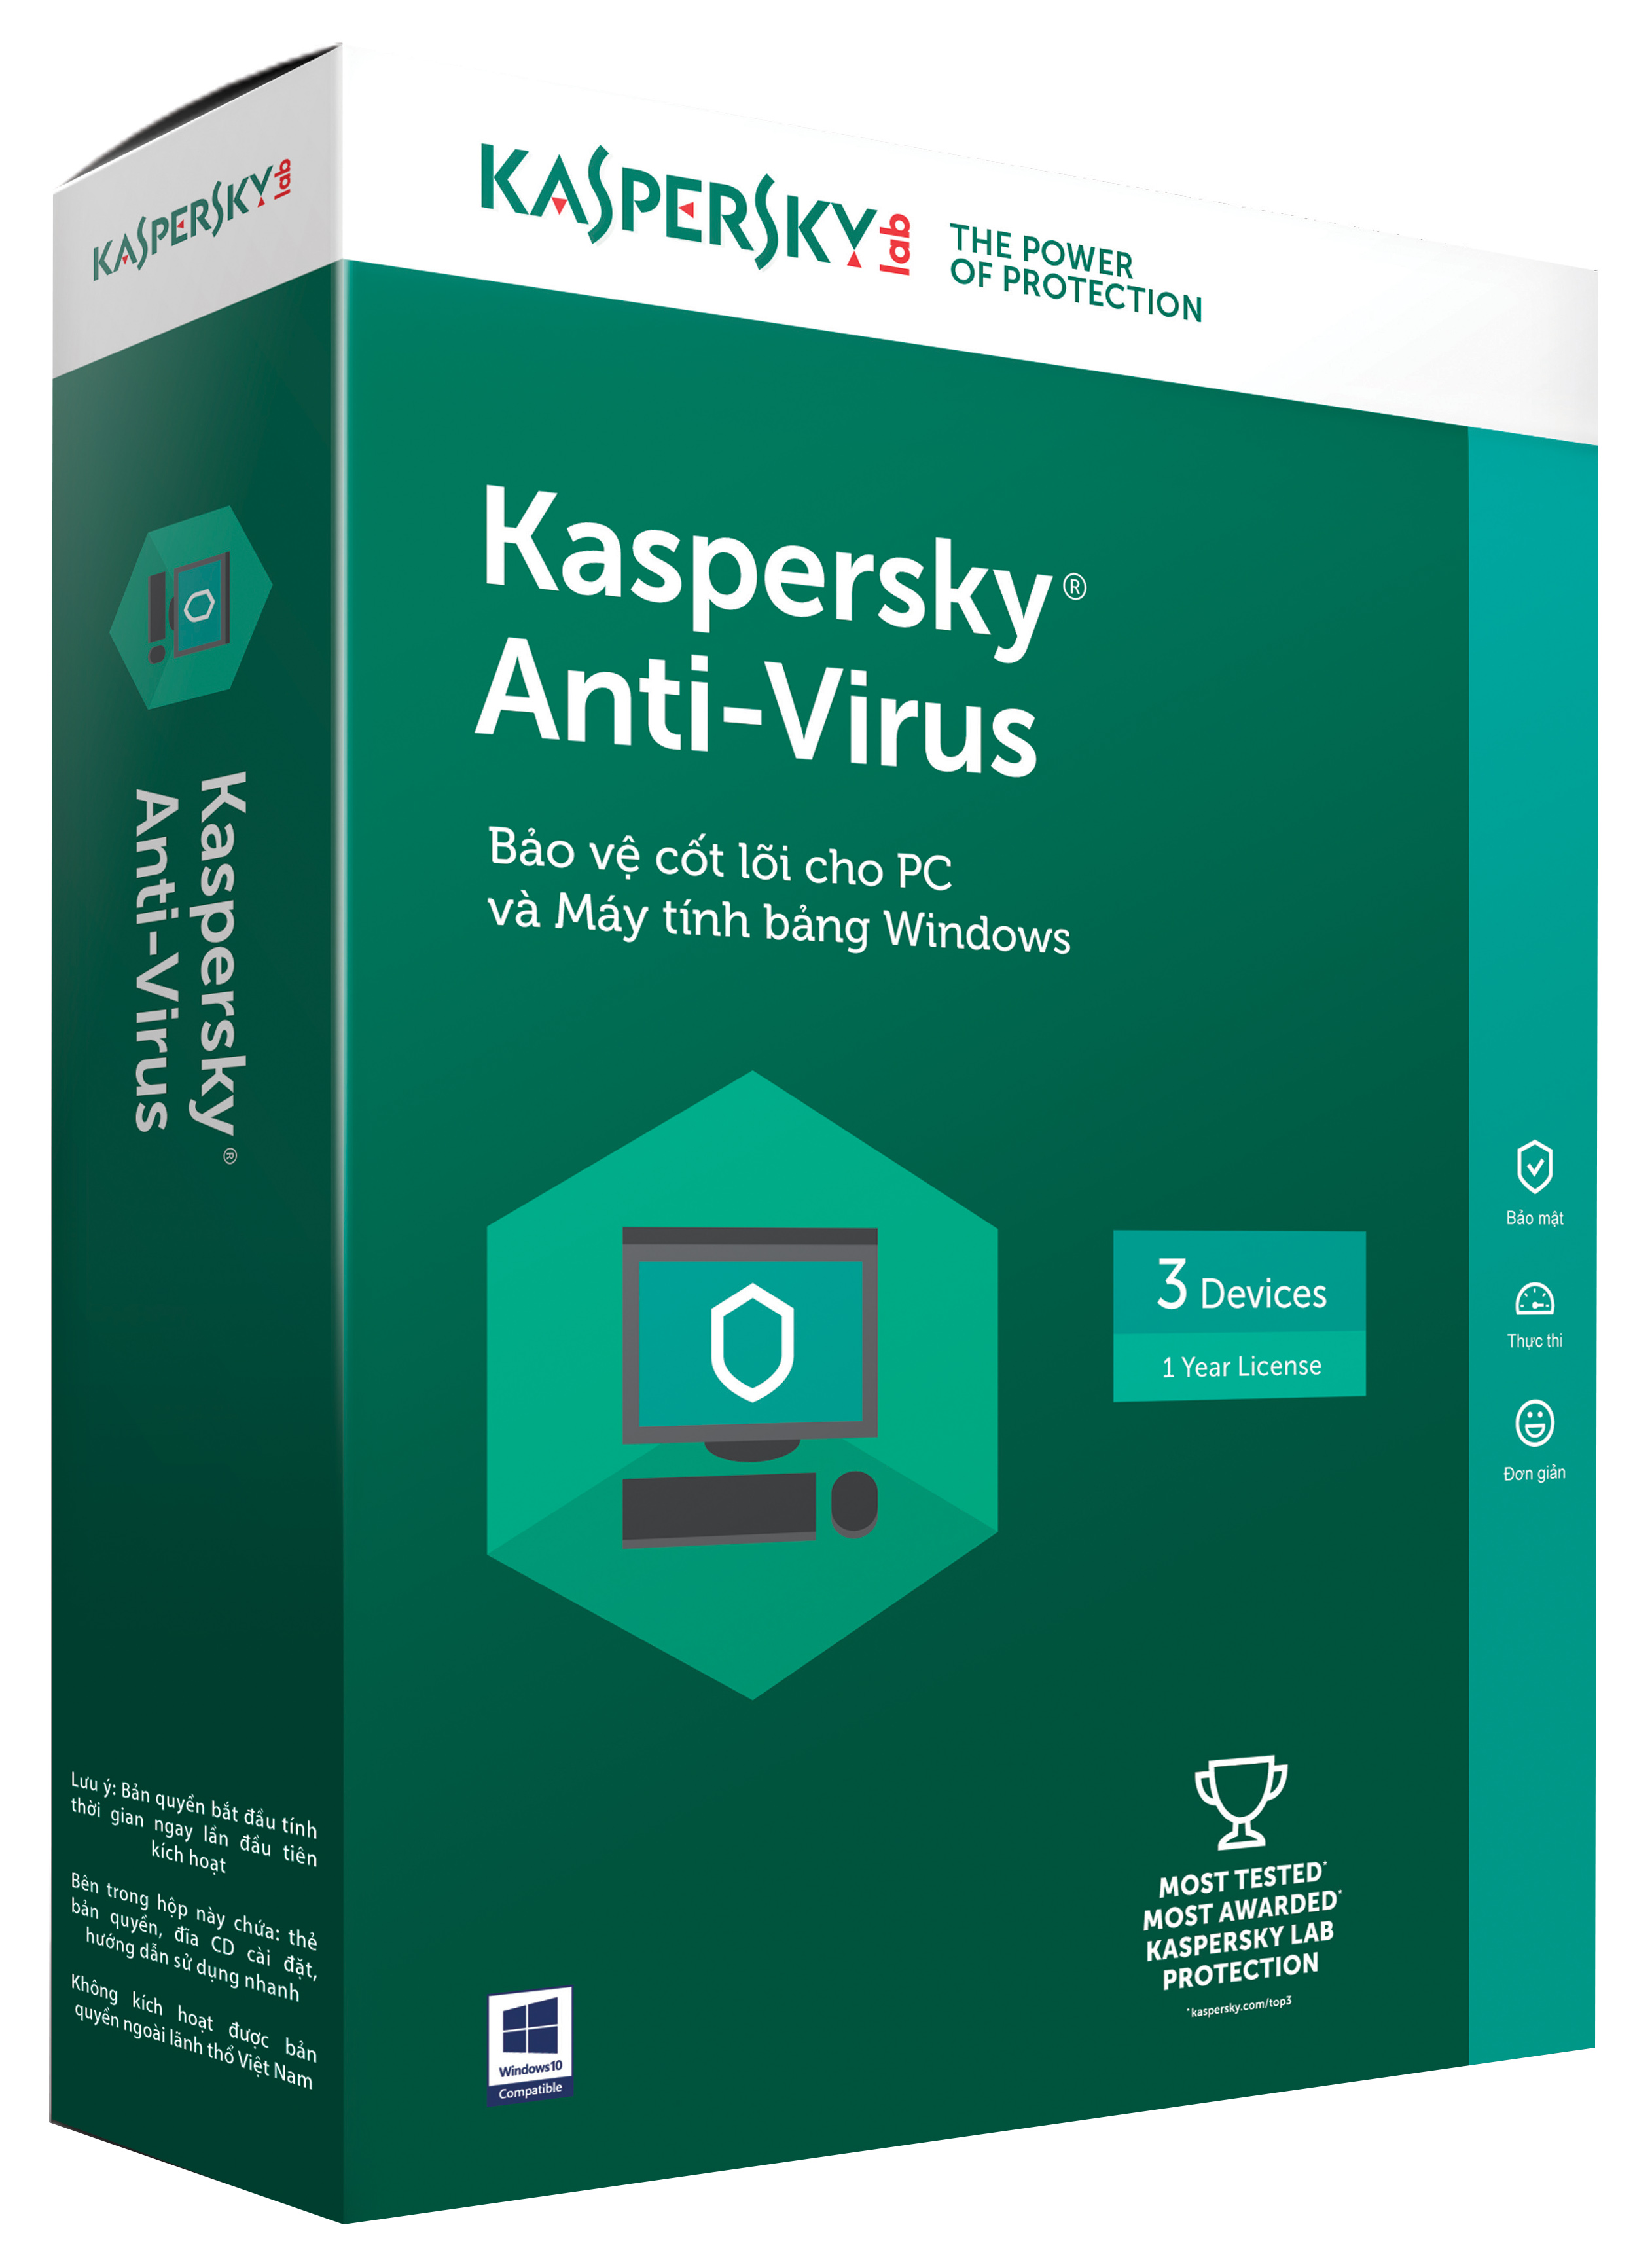 KASPERSKY lab
THE POWER
OF PROTECTION
Kaspersky®
Anti-Virus
Bảo vệ cốt lõi cho PC
và Máy tính bảng Windows
3 Devices
1 Year License
Bảo mật
Thực thi
Đơn giản
MOST TESTED*
MOST AWARDED*
KASPERSKY LAB
PROTECTION
*kaspersky.com/top3
Windows 10
Compatible
KASPERSKY lab
Kaspersky®
Anti-Virus
Lưu ý: Bản quyền bắt đầu tính
thời gian ngay lần đầu tiên
kích hoạt
Bên trong hộp này chứa: thẻ
bản quyền, đĩa CD cài đặt,
hướng dẫn sử dụng nhanh
Không kích hoạt được bản
quyền ngoài lãnh thổ Việt Nam